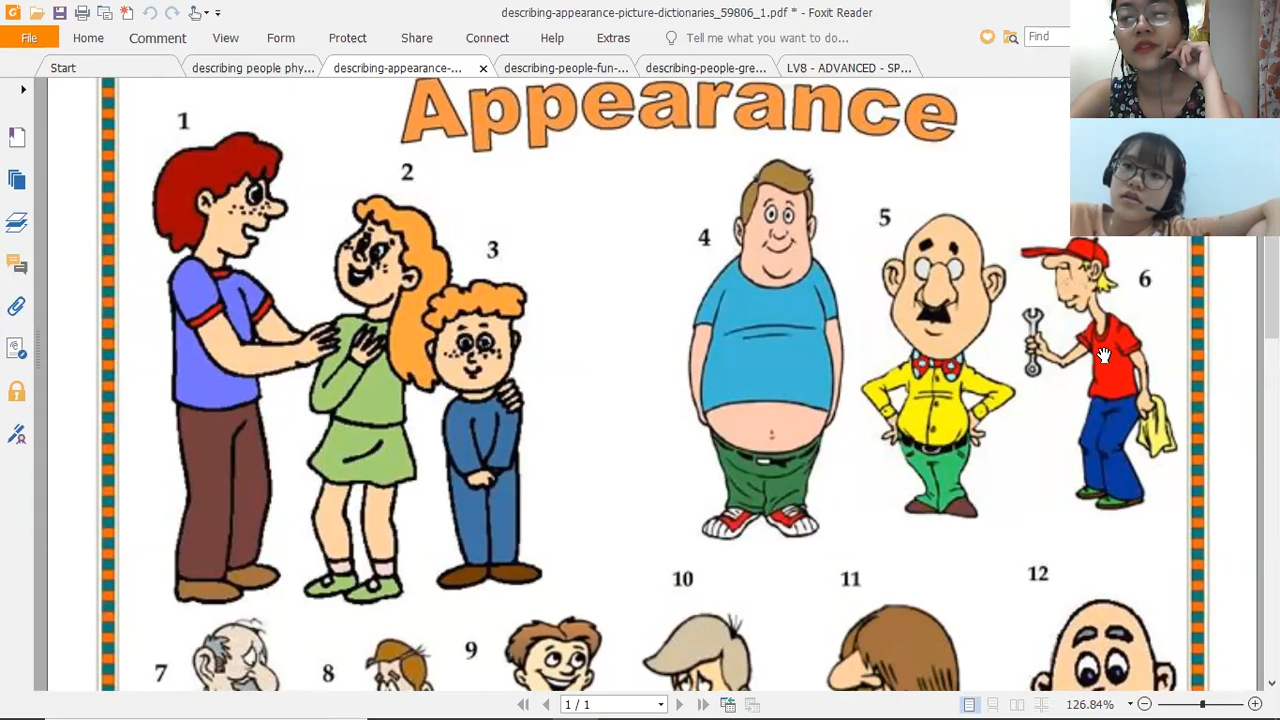 describing-appearance-picture-dictionaries_59806_1.pdf * - Foxit Reader
File Home Comment View Form Protect Share Connect Help Extras Tell me what you want to do... Find
Start describing people phy... describing-appearance-... describing-people-fun-... describing-people-gre... LV8 - ADVANCED - SP...
Appearance
1
2
3
4
5
6
7
8
9
10
11
12
1 / 1
126.84%